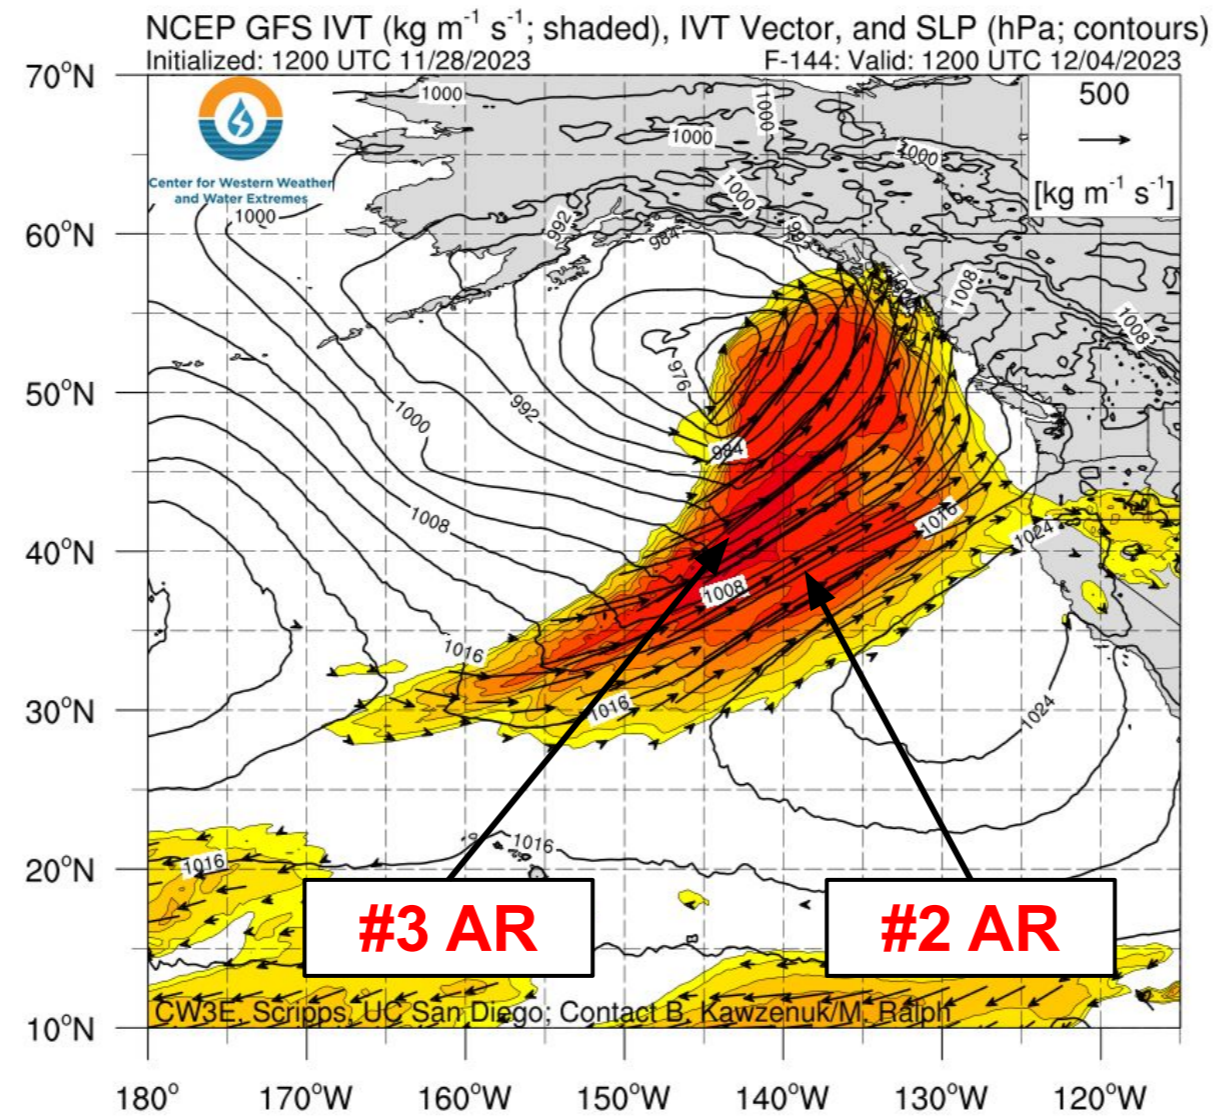 NCEP GFS IVT (kg m⁻¹ s⁻¹; shaded), IVT Vector, and SLP (hPa; contours)
Initialized: 1200 UTC 11/28/2023 F-144: Valid: 1200 UTC 12/04/2023
70°N
500
[kg m⁻¹ s⁻¹]
Center for Western Weather
and Water Extremes
1000
1000
1000
1000
1000
1000
60°N
992
984
1008
1008
976
50°N
992
1000
984
1008
1016
1024
40°N
1008
1016
1016
30°N
1024
1016
1016
20°N
#3 AR
#2 AR
CW3E, Scripps, UC San Diego; Contact B. Kawzenuk/M. Ralph
10°N
180° 170°W 160°W 150°W 140°W 130°W 120°W